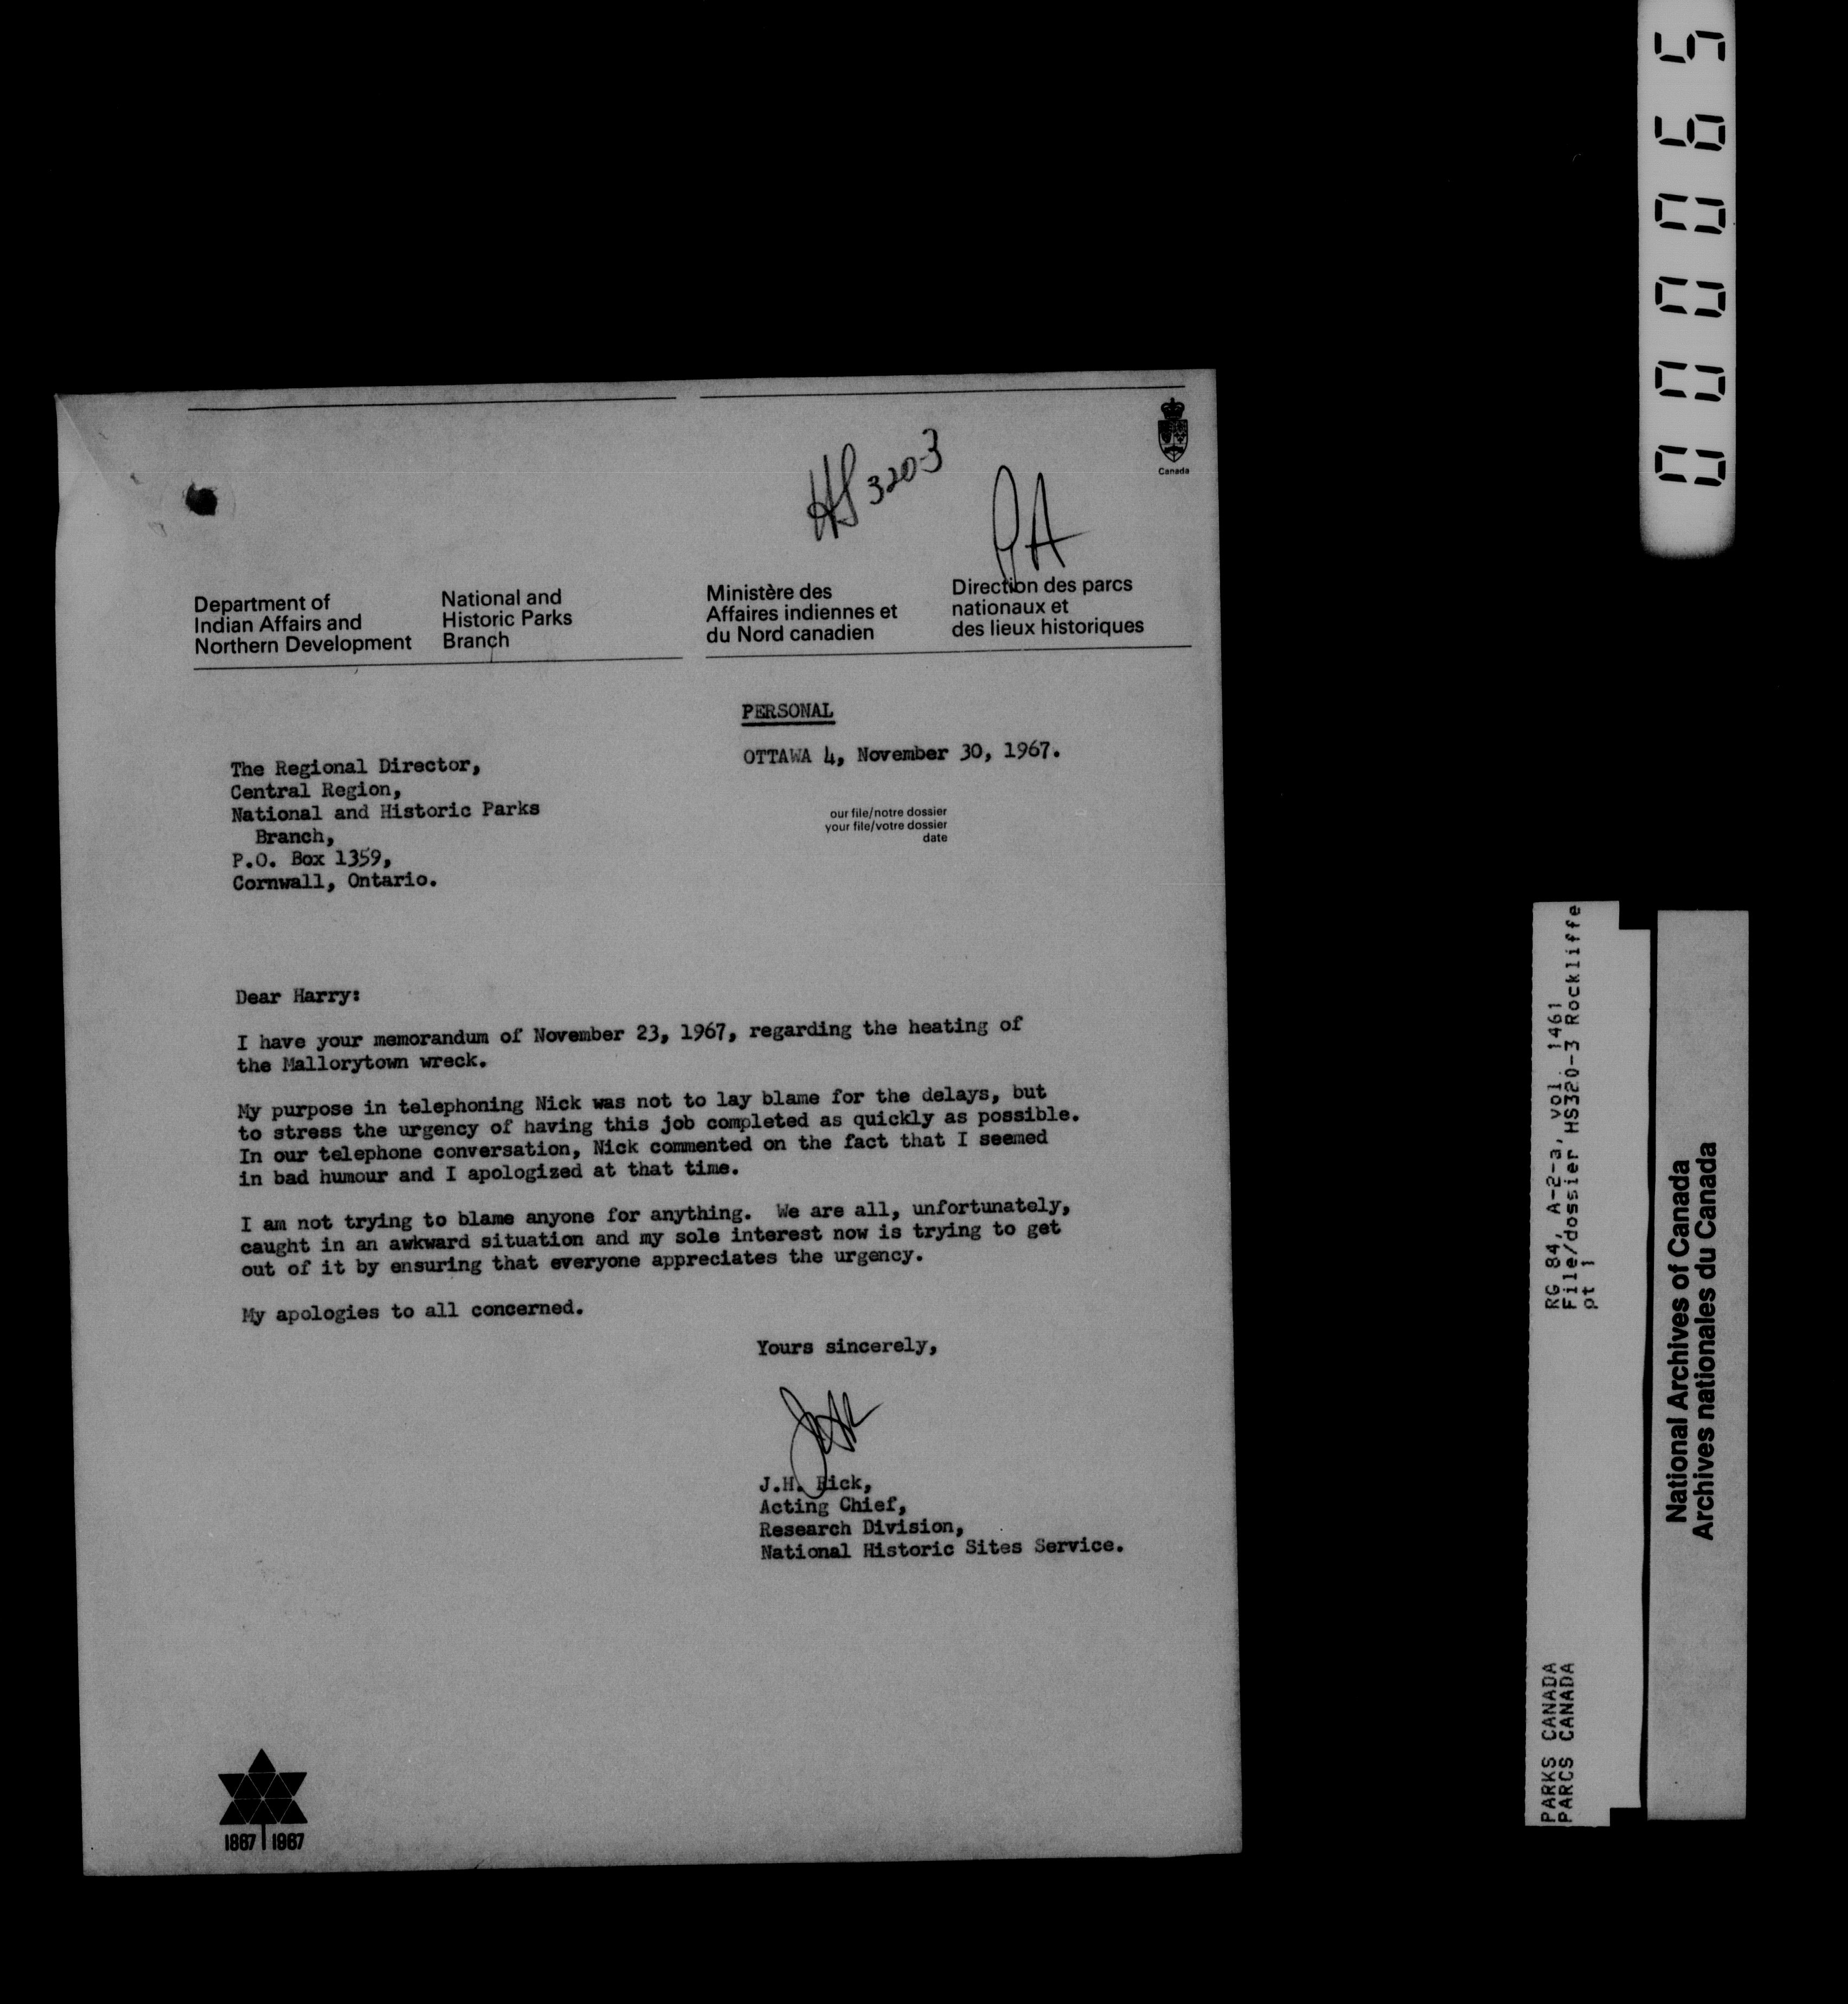 000065
HS 320-3
PA
Canada
Department of
Indian Affairs and
Northern Development
National and
Historic Parks
Branch
Ministère des
Affaires indiennes et
du Nord canadien
Direction des parcs
nationaux et
des lieux historiques
PERSONAL
OTTAWA 4, November 30, 1967.
The Regional Director,
Central Region,
National and Historic Parks
Branch,
P.O. Box 1359,
Cornwall, Ontario.
our file/notre dossier
your file/votre dossier
date
Dear Harry:
I have your memorandum of November 23, 1967, regarding the heating of
the Mallorytown wreck.
My purpose in telephoning Nick was not to lay blame for the delays, but
to stress the urgency of having this job completed as quickly as possible.
In our telephone conversation, Nick commented on the fact that I seemed
in bad humour and I apologized at that time.
I am not trying to blame anyone for anything. We are all, unfortunately,
caught in an awkward situation and my sole interest now is trying to get
out of it by ensuring that everyone appreciates the urgency.
My apologies to all concerned.
Yours sincerely,
J.H. Rick,
Acting Chief,
Research Division,
National Historic Sites Service.
1867 1967
RG 84, A-2-a, vol. 1461
File/dossier HS320-3 Rockliffe
pt 1
PARKS CANADA
PARCS CANADA
National Archives of Canada
Archives nationales du Canada